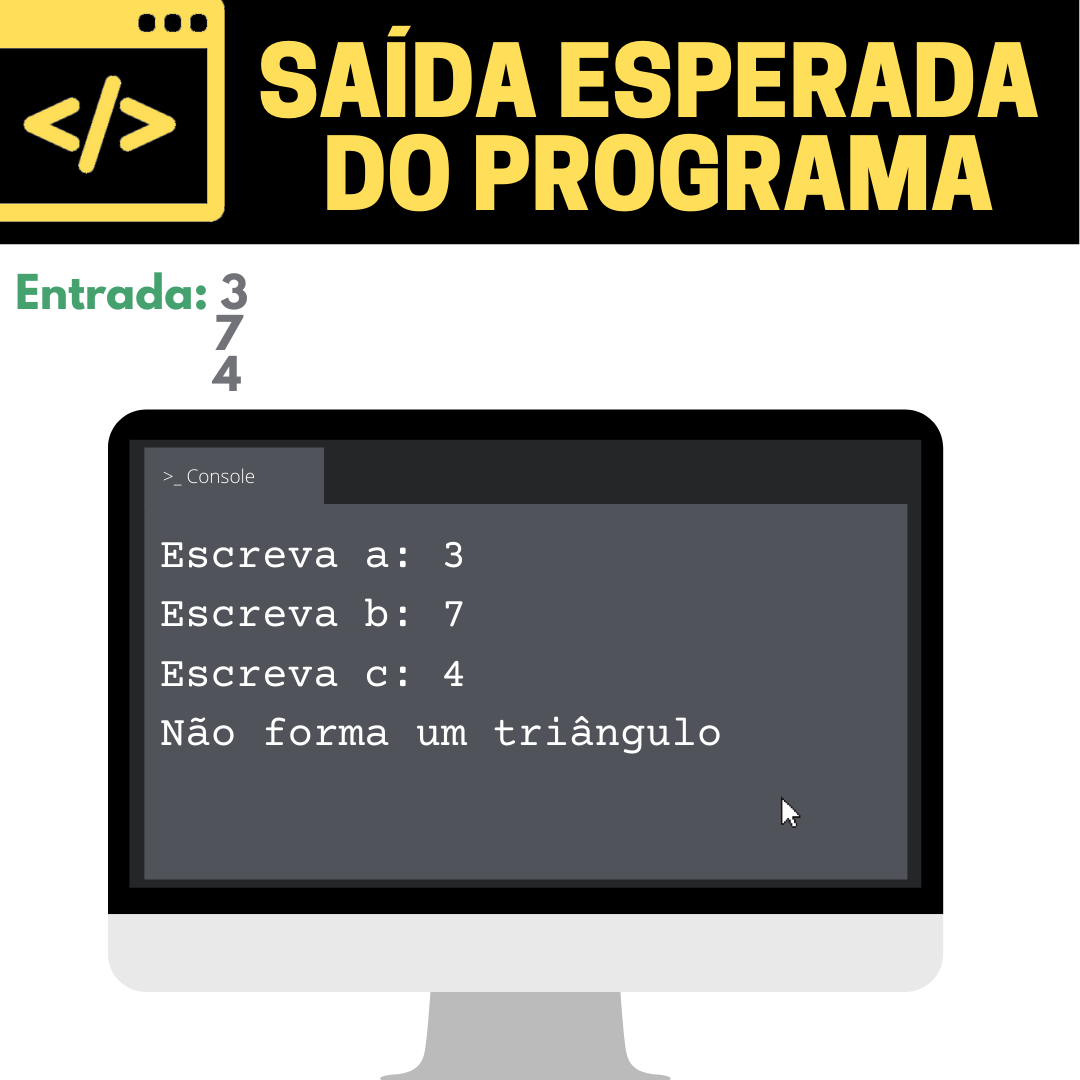 </>
SAÍDA ESPERADA
DO PROGRAMA
Entrada: 3
7
4
>_ Console
Escreva a: 3
Escreva b: 7
Escreva c: 4
Não forma um triângulo